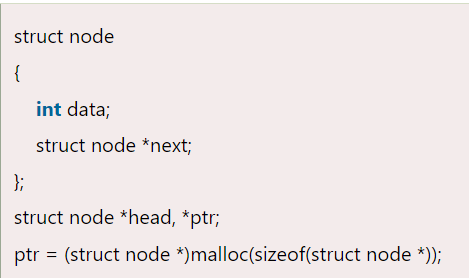 struct node
{
int data;
struct node *next;
};
struct node *head, *ptr;
ptr = (struct node *)malloc(sizeof(struct node *));